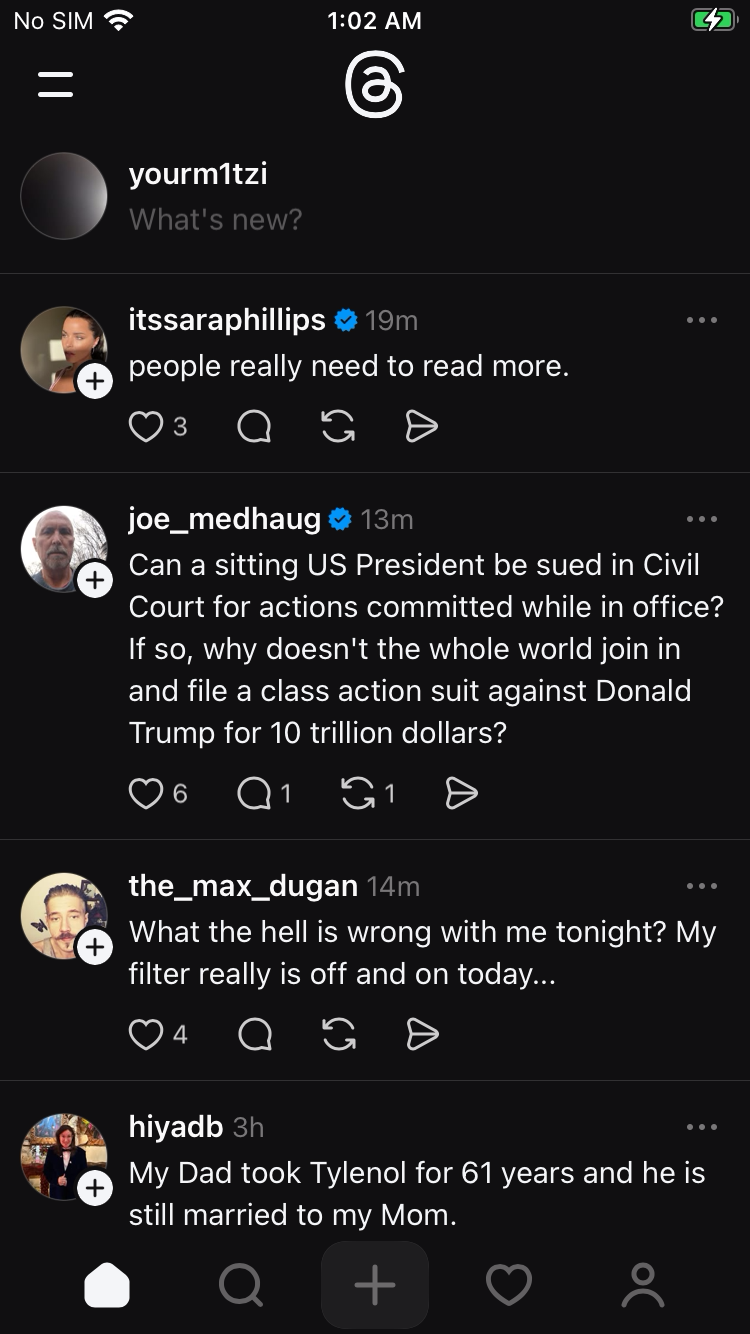 No SIM 1:02 AM
yourm1tzi
What's new?
itssaraphillips 19m
people really need to read more.
3
joe_medhaug 13m
Can a sitting US President be sued in Civil
Court for actions committed while in office?
If so, why doesn't the whole world join in
and file a class action suit against Donald
Trump for 10 trillion dollars?
6 1 1
the_max_dugan 14m
What the hell is wrong with me tonight? My
filter really is off and on today...
4
hiyadb 3h
My Dad took Tylenol for 61 years and he is
still married to my Mom.